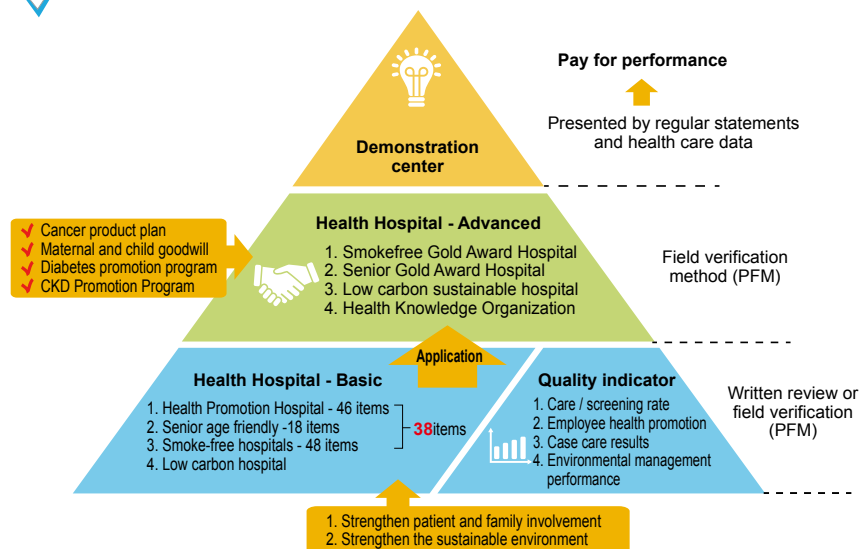 Pay for performance
Presented by regular statements
and health care data
Demonstration
center
Health Hospital - Advanced
1. Smokefree Gold Award Hospital
2. Senior Gold Award Hospital
3. Low carbon sustainable hospital
4. Health Knowledge Organization
Cancer product plan
Maternal and child goodwill
Diabetes promotion program
CKD Promotion Program
Field verification
method (PFM)
Application
Health Hospital - Basic
1. Health Promotion Hospital - 46 items
2. Senior age friendly -18 items
3. Smoke-free hospitals - 48 items
4. Low carbon hospital
38items
Quality indicator
1. Care / screening rate
2. Employee health promotion
3. Case care results
4. Environmental management
performance
Written review or
field verification
(PFM)
1. Strengthen patient and family involvement
2. Strengthen the sustainable environment